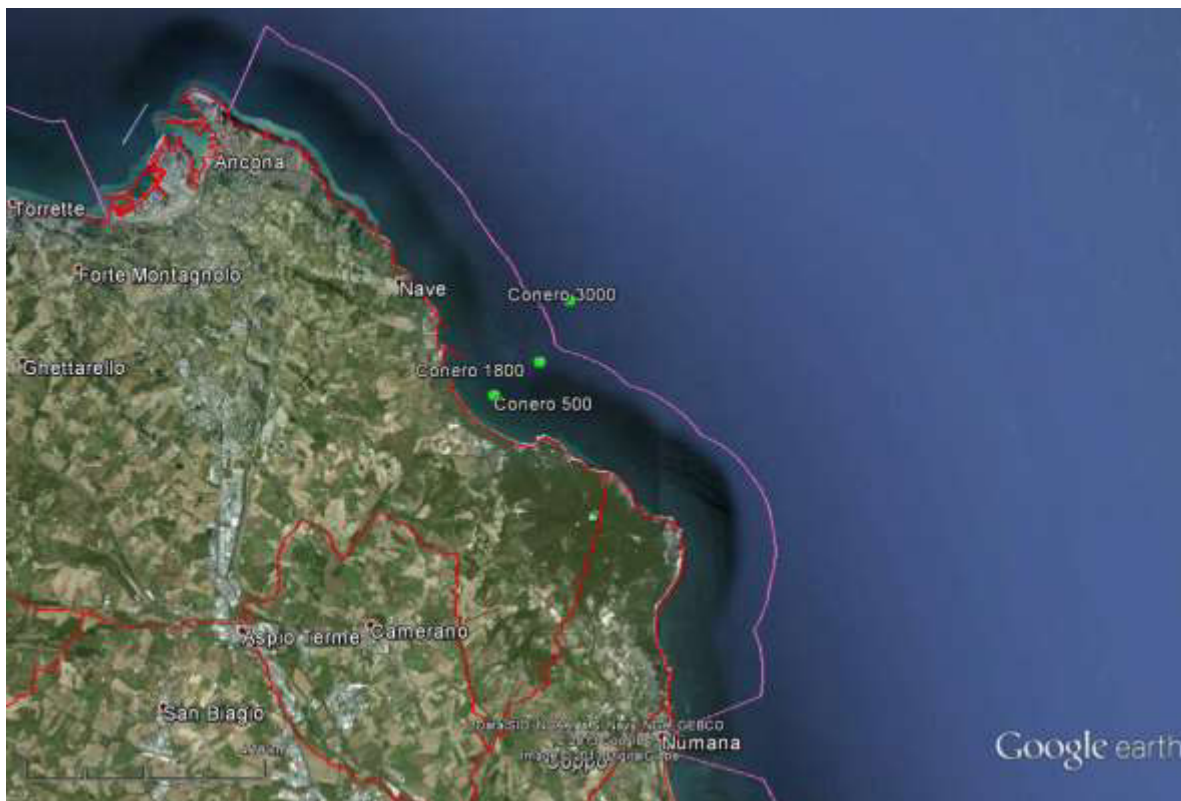 Ancona
Torrette
Forte Montagnolo
Nave
Conero 3000
Ghettarello
Conero 1800
Conero 500
Aspio Terme
Camerano
San Biagio
Numana
Google earth